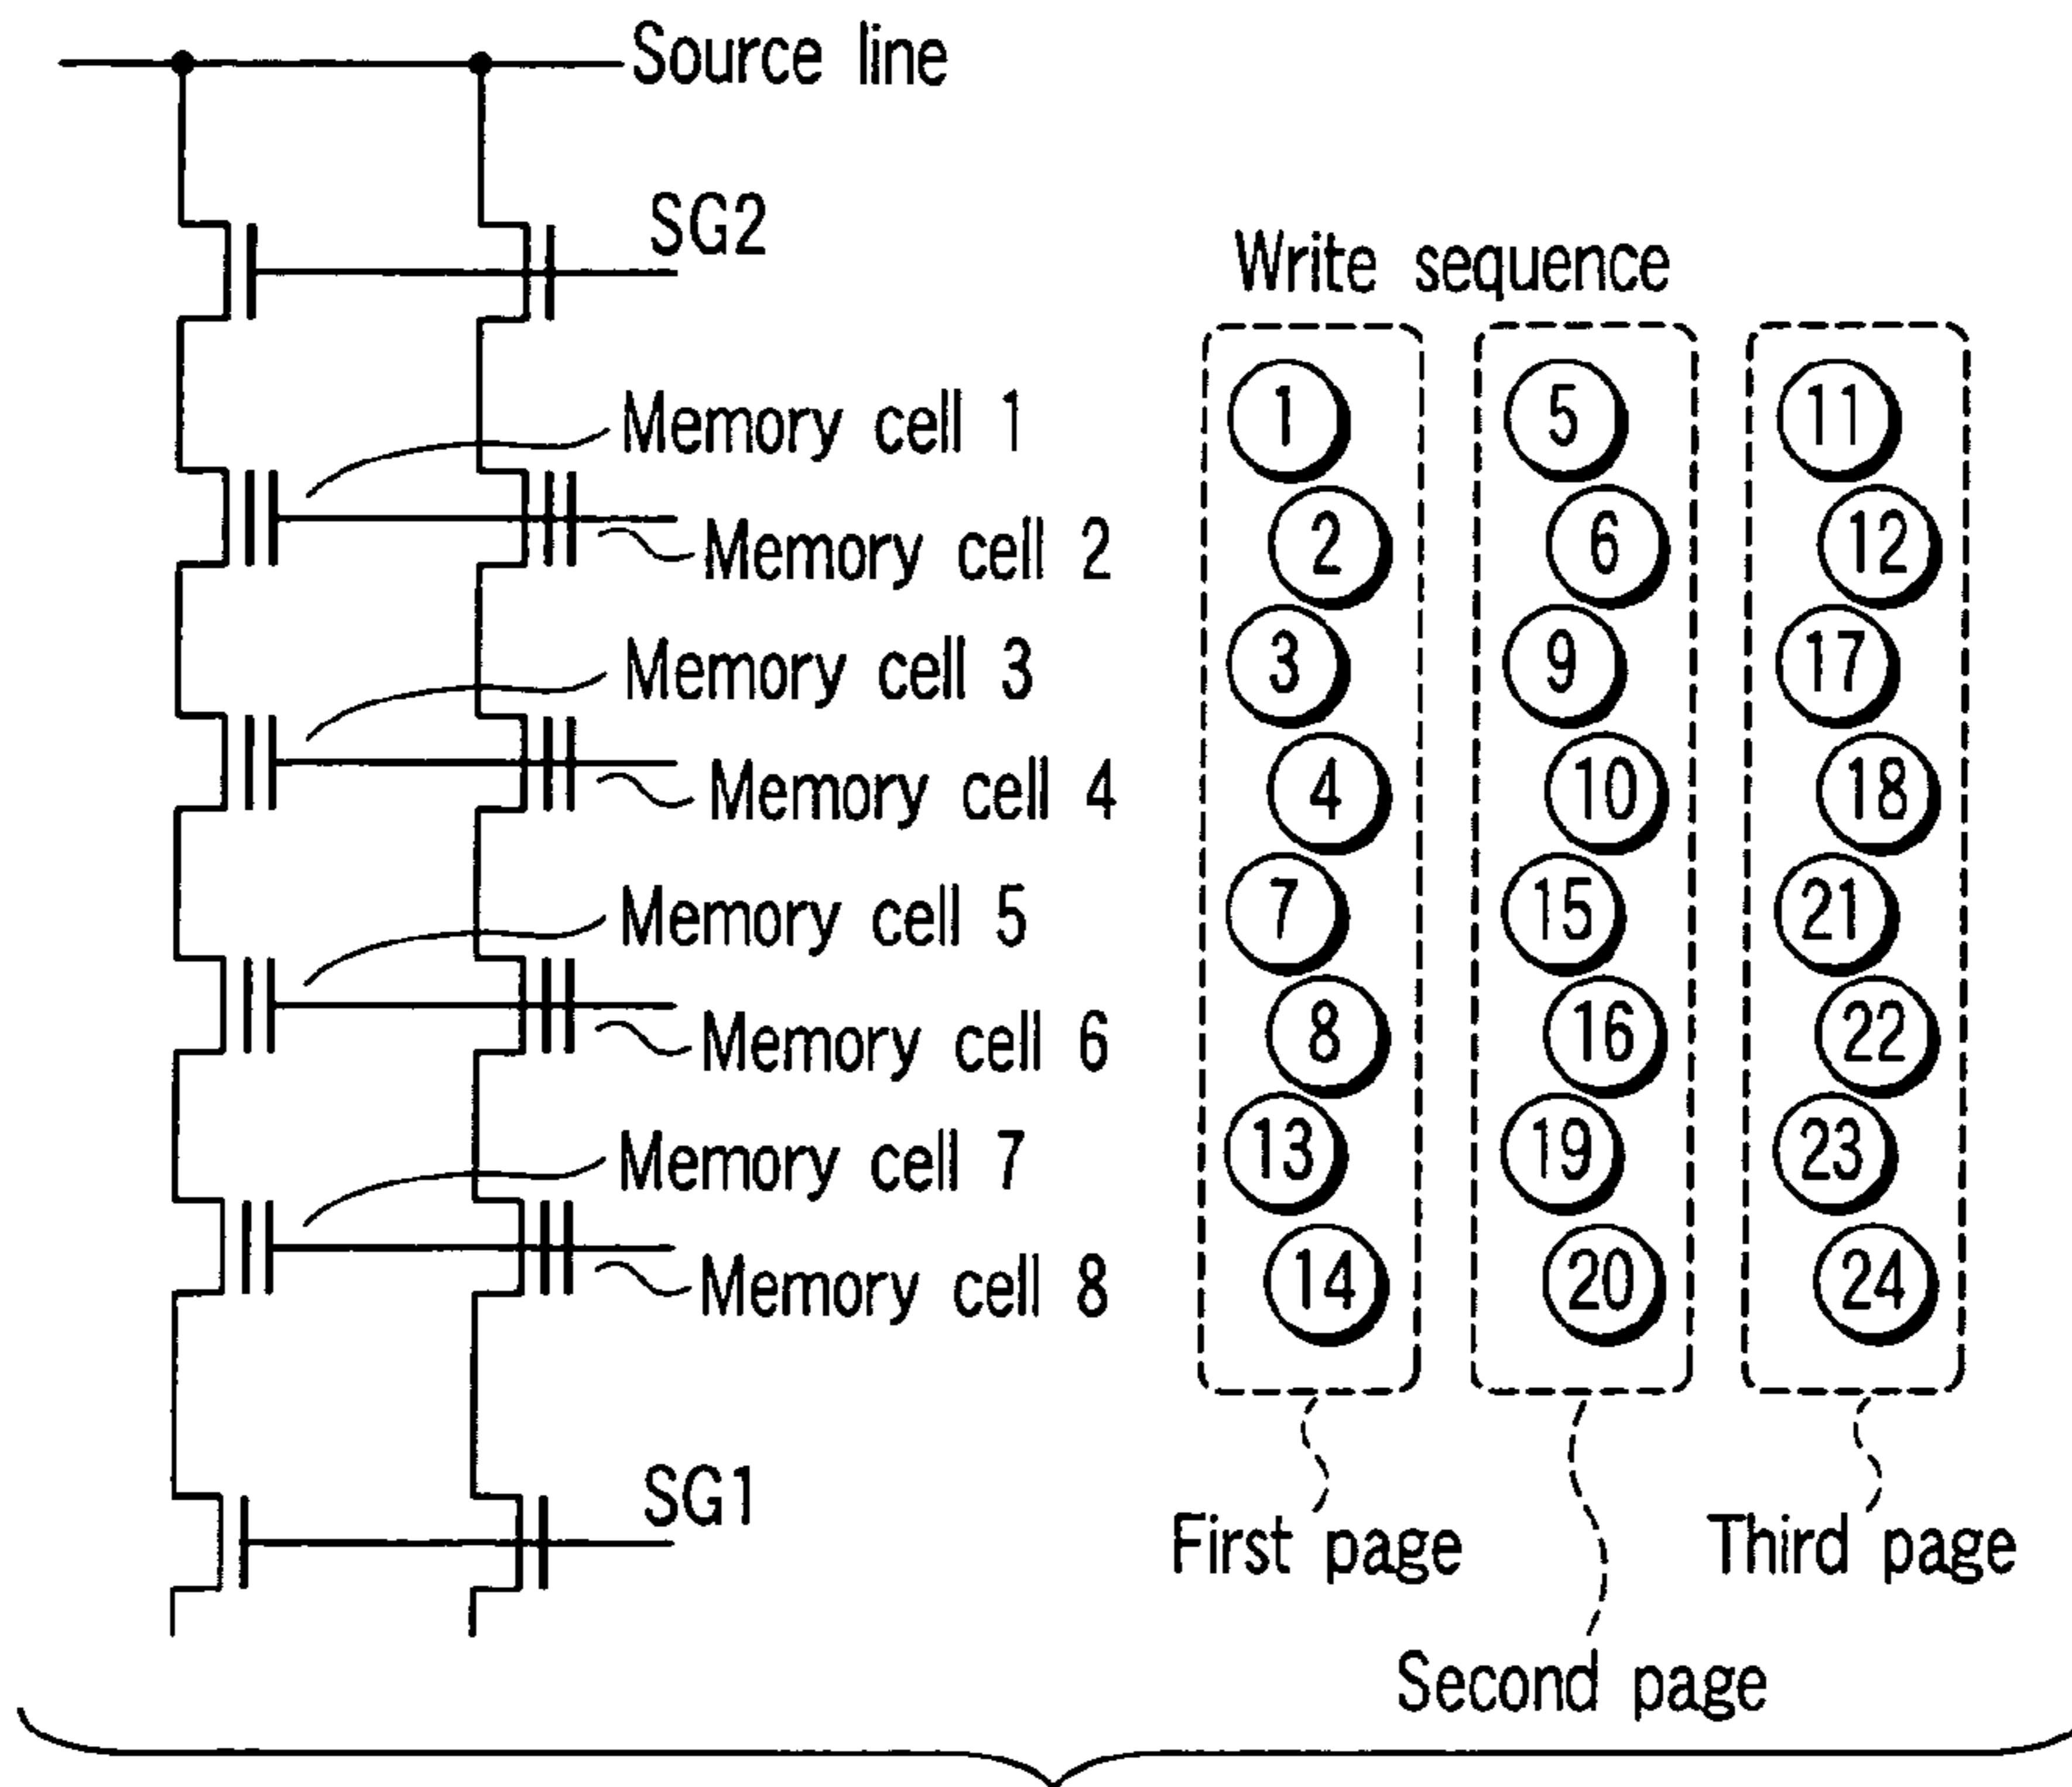 Source line
SG2
Memory cell 1
Memory cell 2
Memory cell 3
Memory cell 4
Memory cell 5
Memory cell 6
Memory cell 7
Memory cell 8
SG1
Write sequence
1 5 11
2 6 12
3 9 17
4 10 18
7 15 21
8 16 22
13 19 23
14 20 24
First page
Second page
Third page